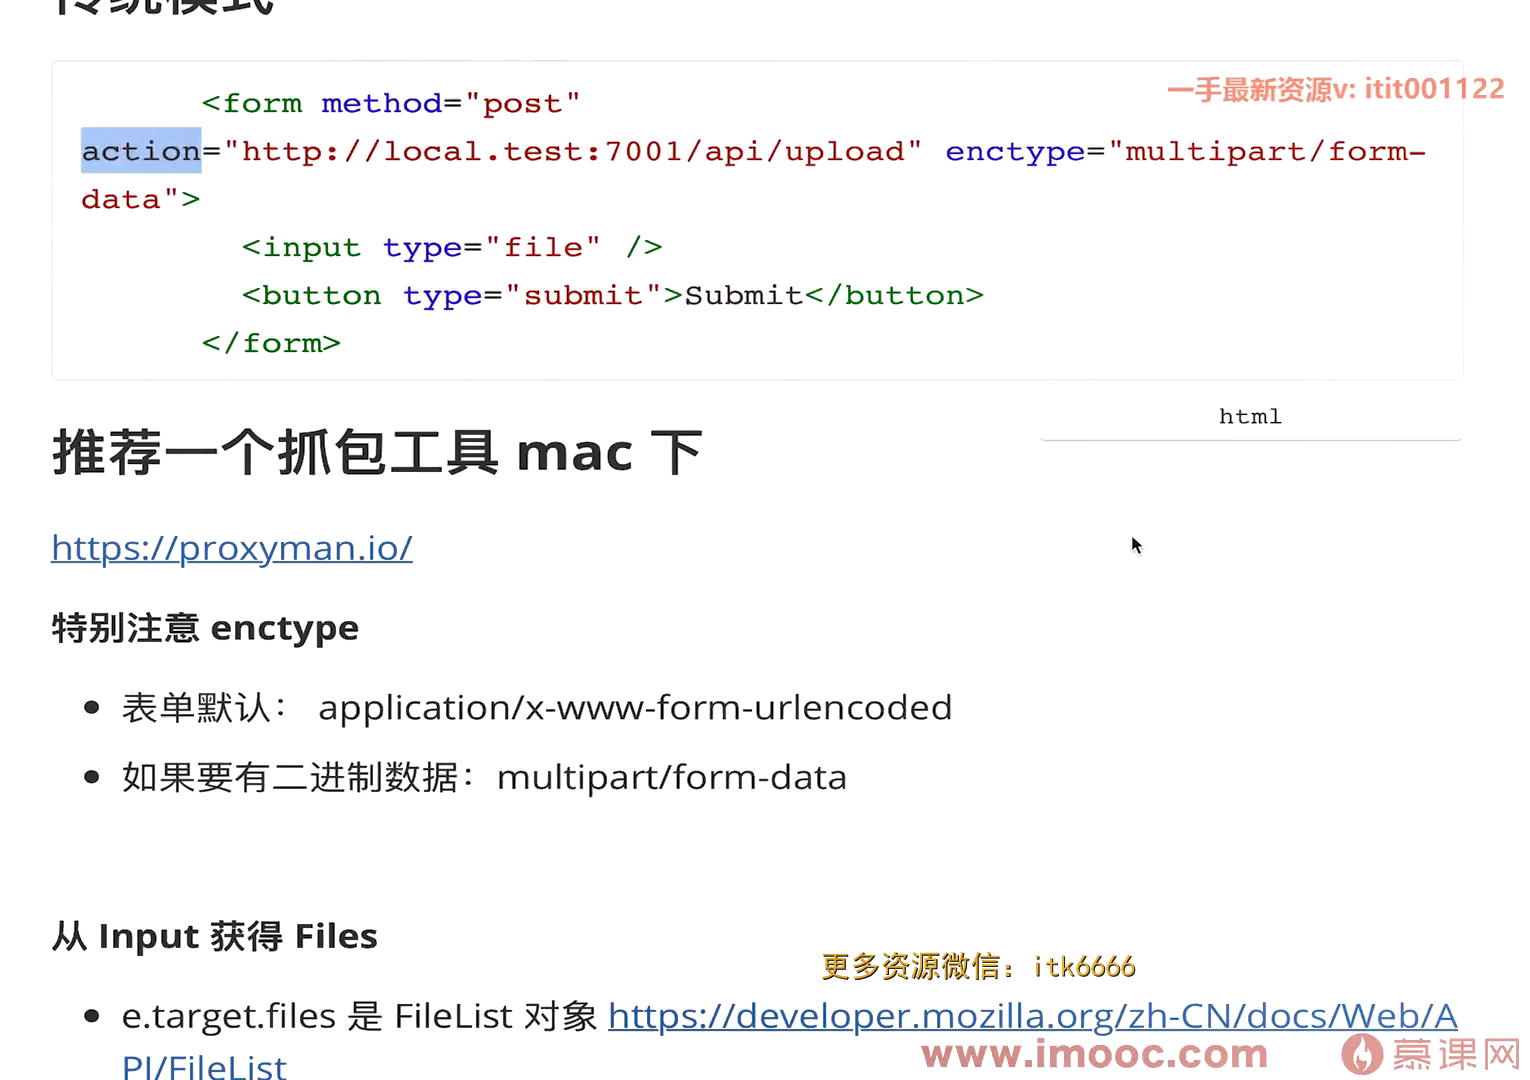 传统模式
一手最新资源v: itit001122
<form method="post"
action="http://local.test:7001/api/upload" enctype="multipart/form-
data">
<input type="file" />
<button type="submit">Submit</button>
</form>
html
推荐一个抓包工具 mac 下
https://proxyman.io/
特别注意 enctype
• 表单默认： application/x-www-form-urlencoded
• 如果要有二进制数据：multipart/form-data
从 Input 获得 Files
更多资源微信：itk6666
• e.target.files 是 FileList 对象 https://developer.mozilla.org/zh-CN/docs/Web/A
PI/FileList
www.imooc.com 慕课网